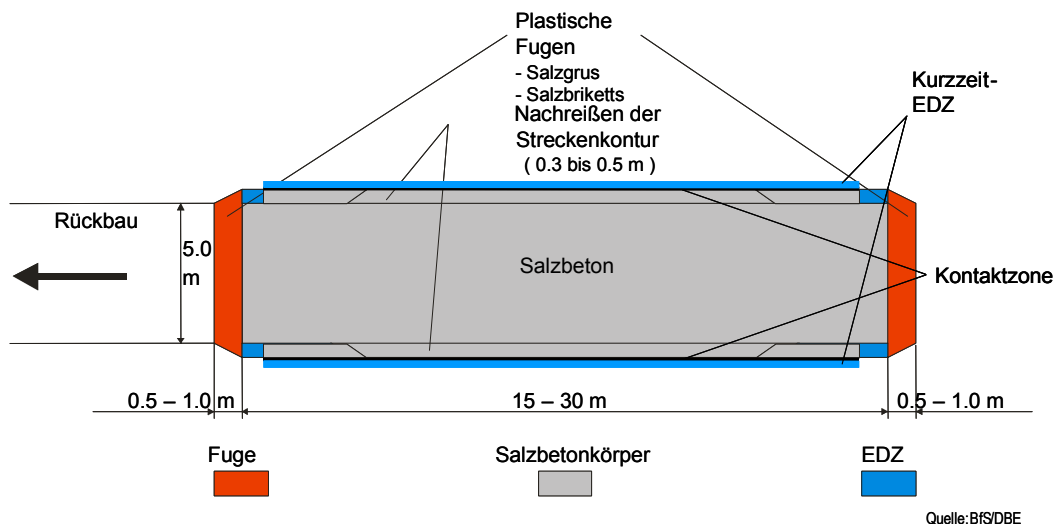 Plastische
Fugen
- Salzgrus
- Salzbriketts
Nachreißen der
Streckenkontur
( 0.3 bis 0.5 m )
Kurzzeit-
EDZ
Rückbau
5.0
m
Salzbeton
Kontaktzone
0.5 – 1.0 m
15 – 30 m
0.5 – 1.0 m
Fuge
Salzbetonkörper
EDZ
Quelle:BfS/DBE